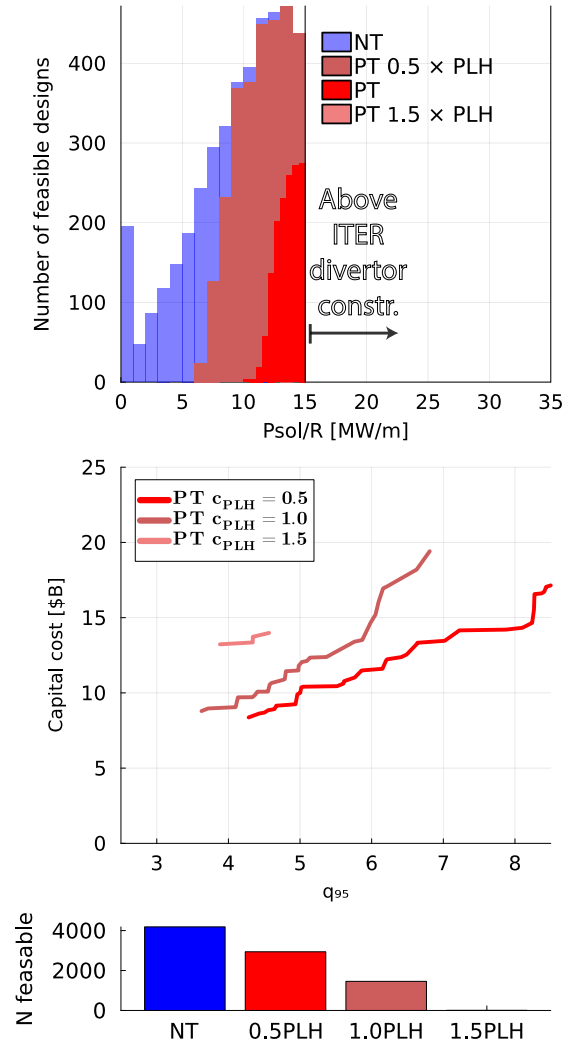 Number of feasible designs
400
300
200
100
0
NT
PT 0.5 × PLH
PT
PT 1.5 × PLH
Above
ITER
divertor
constr.
0 5 10 15 20 25 30 35
Psol/R [MW/m]
Capital cost [$B]
25
20
15
10
5
0
PT c_PLH = 0.5
PT c_PLH = 1.0
PT c_PLH = 1.5
3 4 5 6 7 8
q₉₅
N feasable
4000
2000
0
NT 0.5PLH 1.0PLH 1.5PLH